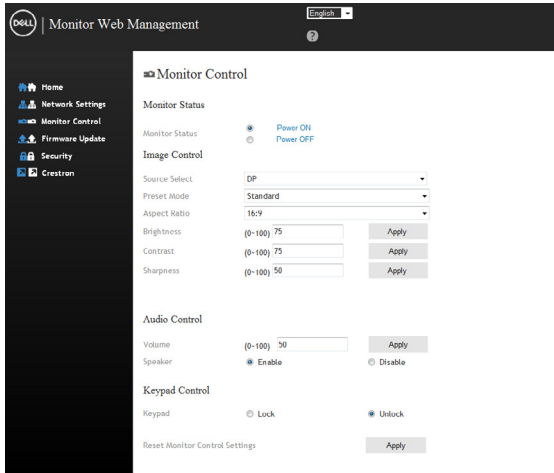 DELL
Monitor Web Management
English
?
Home
Network Settings
Monitor Control
Firmware Update
Security
Crestron
Monitor Control
Monitor Status
Monitor Status Power ON
Power OFF
Image Control
Source Select DP
Preset Mode Standard
Aspect Ratio 16:9
Brightness (0~100) 75 Apply
Contrast (0~100) 75 Apply
Sharpness (0~100) 50 Apply
Audio Control
Volume (0~100) 50 Apply
Speaker Enable Disable
Keypad Control
Keypad Lock Unlock
Reset Monitor Control Settings Apply